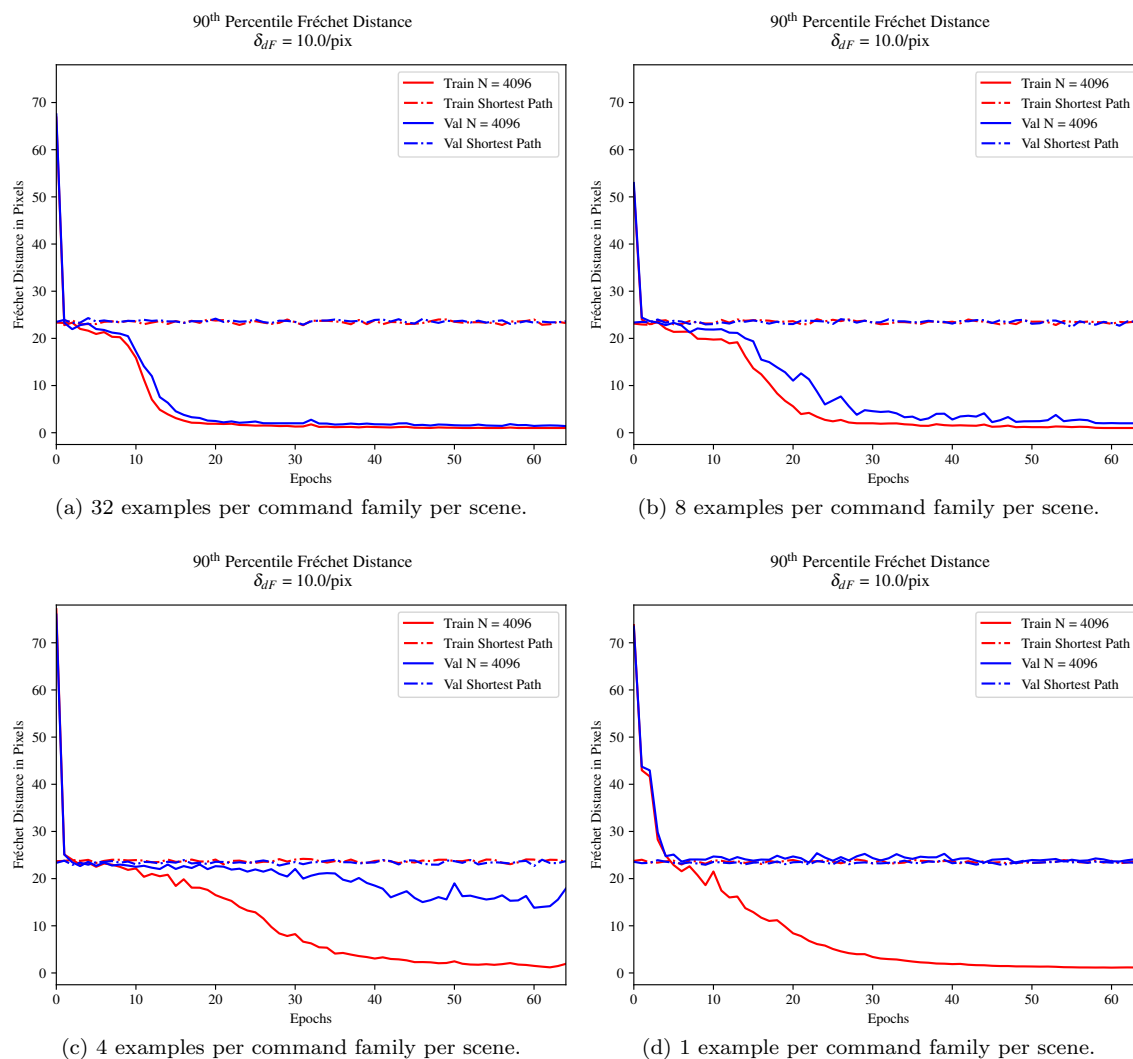 90th Percentile Fréchet Distance
δdF = 10.0/pix
Fréchet Distance in Pixels
70
60
50
40
30
20
10
0
Train N = 4096
Train Shortest Path
Val N = 4096
Val Shortest Path
0 10 20 30 40 50 60
Epochs
(a) 32 examples per command family per scene.
90th Percentile Fréchet Distance
δdF = 10.0/pix
Fréchet Distance in Pixels
70
60
50
40
30
20
10
0
Train N = 4096
Train Shortest Path
Val N = 4096
Val Shortest Path
0 10 20 30 40 50 60
Epochs
(b) 8 examples per command family per scene.
90th Percentile Fréchet Distance
δdF = 10.0/pix
Fréchet Distance in Pixels
70
60
50
40
30
20
10
0
Train N = 4096
Train Shortest Path
Val N = 4096
Val Shortest Path
0 10 20 30 40 50 60
Epochs
(c) 4 examples per command family per scene.
90th Percentile Fréchet Distance
δdF = 10.0/pix
Fréchet Distance in Pixels
70
60
50
40
30
20
10
0
Train N = 4096
Train Shortest Path
Val N = 4096
Val Shortest Path
0 10 20 30 40 50 60
Epochs
(d) 1 example per command family per scene.